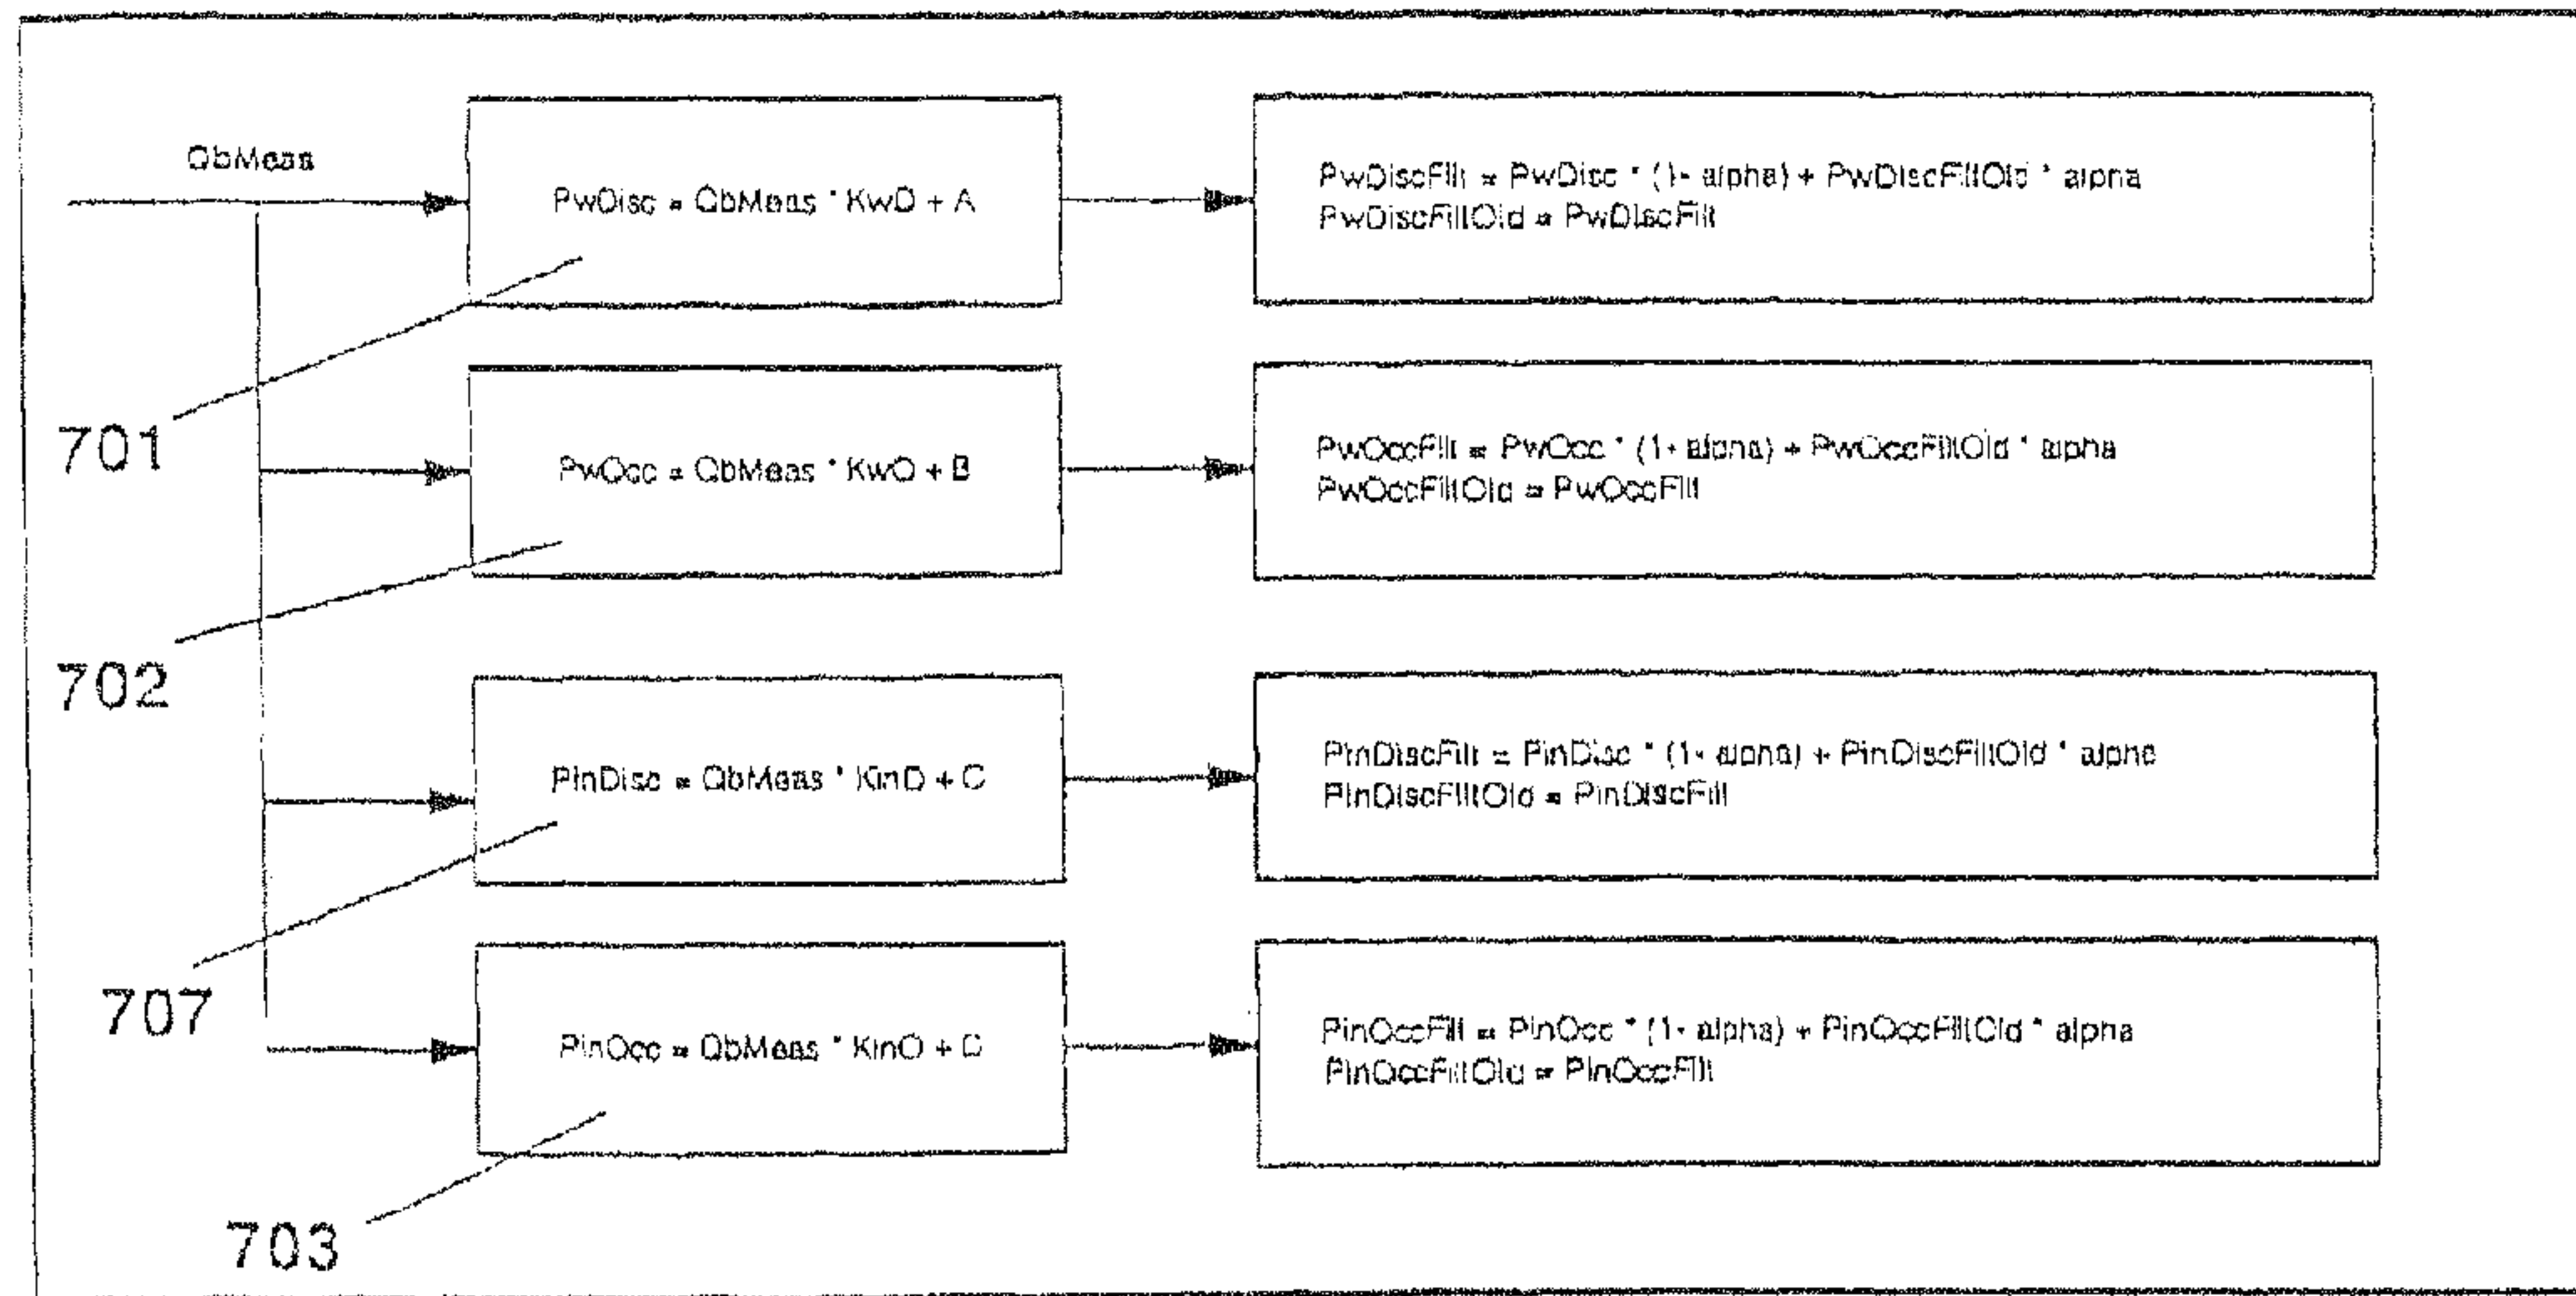 QbMeas
PwDisc = QbMeas * KwD + A
PwDiscFilt = PwDisc * (1- alpha) + PwDiscFiltOld * alpha
PwDiscFiltOld = PwDiscFilt
701
PwOcc = QbMeas * KwO + B
PwOccFilt = PwOcc * (1- alpha) + PwOccFiltOld * alpha
PwOccFiltOld = PwOccFilt
702
PinDisc = QbMeas * KinD + C
PinDiscFilt = PinDisc * (1- alpha) + PinDiscFiltOld * alpha
PinDiscFiltOld = PinDiscFilt
707
PinOcc = QbMeas * KinO + D
PinOccFilt = PinOcc * (1- alpha) + PinOccFiltOld * alpha
PinOccFiltOld = PinOccFilt
703